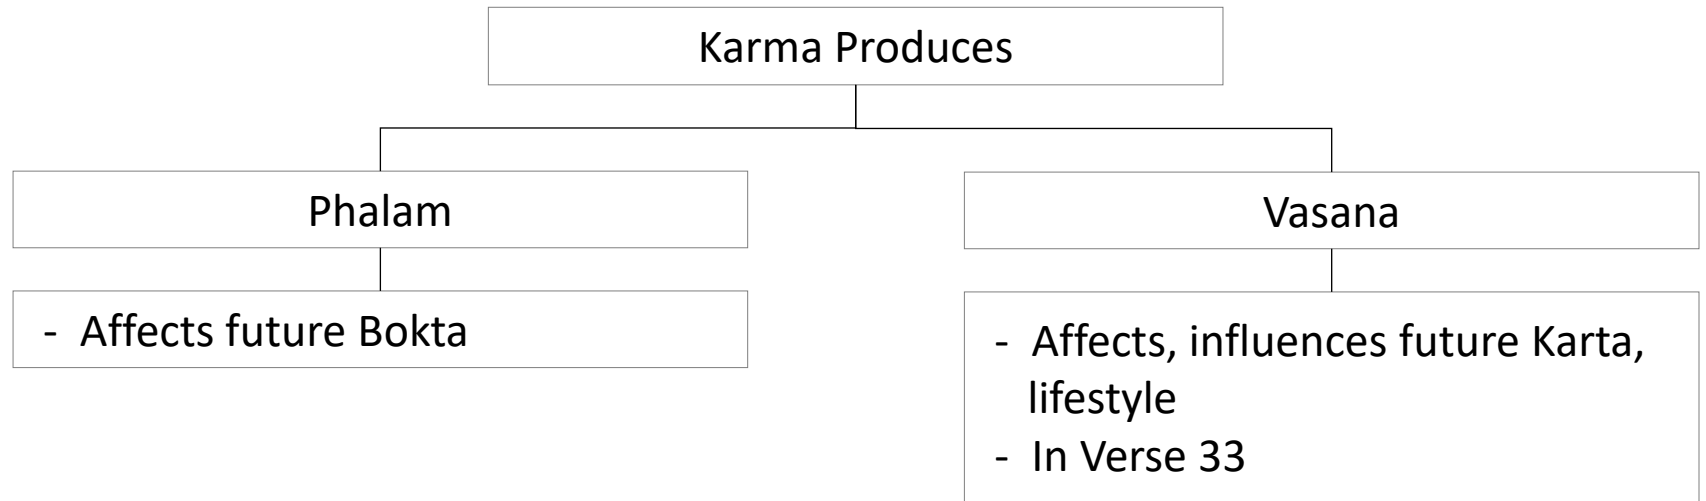 Karma Produces
Phalam
Vasana
- Affects future Bokta
- Affects, influences future Karta,
lifestyle
- In Verse 33